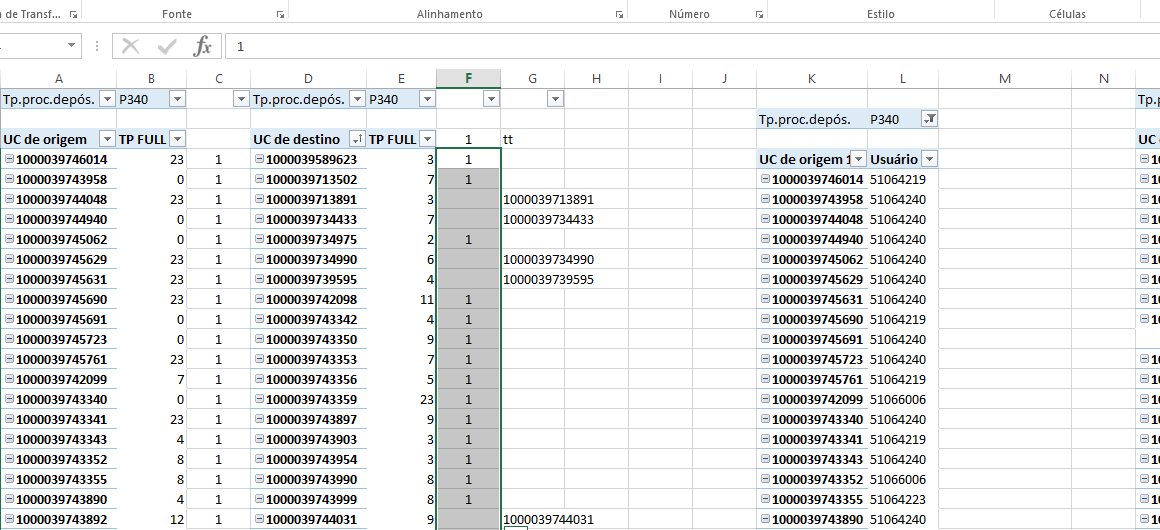 a de Transf... Fonte Alinhamento Número Estilo Células
fx 1
A B C D E F G H I J K L M N
Tp.proc.depós. P340 Tp.proc.depós. P340 Tp.p
Tp.proc.depós. P340
UC de origem TP FULL UC de destino TP FULL 1 tt UC
1000039746014 23 1 1000039589623 3 1 UC de origem 1 Usuário
1000039743958 0 1 1000039713502 7 1 1000039746014 51064219
1000039744048 23 1 1000039713891 3 1000039713891 1000039743958 51064240
1000039744940 0 1 1000039734433 7 1000039734433 1000039744048 51064240
1000039745062 0 1 1000039734975 2 1 1000039744940 51064240
1000039745629 23 1 1000039734990 6 1000039734990 1000039745062 51064240
1000039745631 23 1 1000039739595 4 1000039739595 1000039745629 51064240
1000039745690 23 1 1000039742098 11 1 1000039745631 51064240
1000039745691 0 1 1000039743342 4 1 1000039745690 51064219
1000039745723 0 1 1000039743350 9 1 1000039745691 51064240
1000039745761 23 1 1000039743353 7 1 1000039745723 51064240
1000039742099 7 1 1000039743356 5 1 1000039745761 51064219
1000039743340 0 1 1000039743359 23 1 1000039742099 51066006
1000039743341 23 1 1000039743897 9 1 1000039743340 51064240
1000039743343 4 1 1000039743903 3 1 1000039743341 51064219
1000039743352 8 1 1000039743954 3 1 1000039743343 51064240
1000039743355 8 1 1000039743990 8 1 1000039743352 51066006
1000039743890 4 1 1000039743999 8 1 1000039743355 51064223
1000039743892 12 1 1000039744031 9 1000039744031 1000039743890 51064240